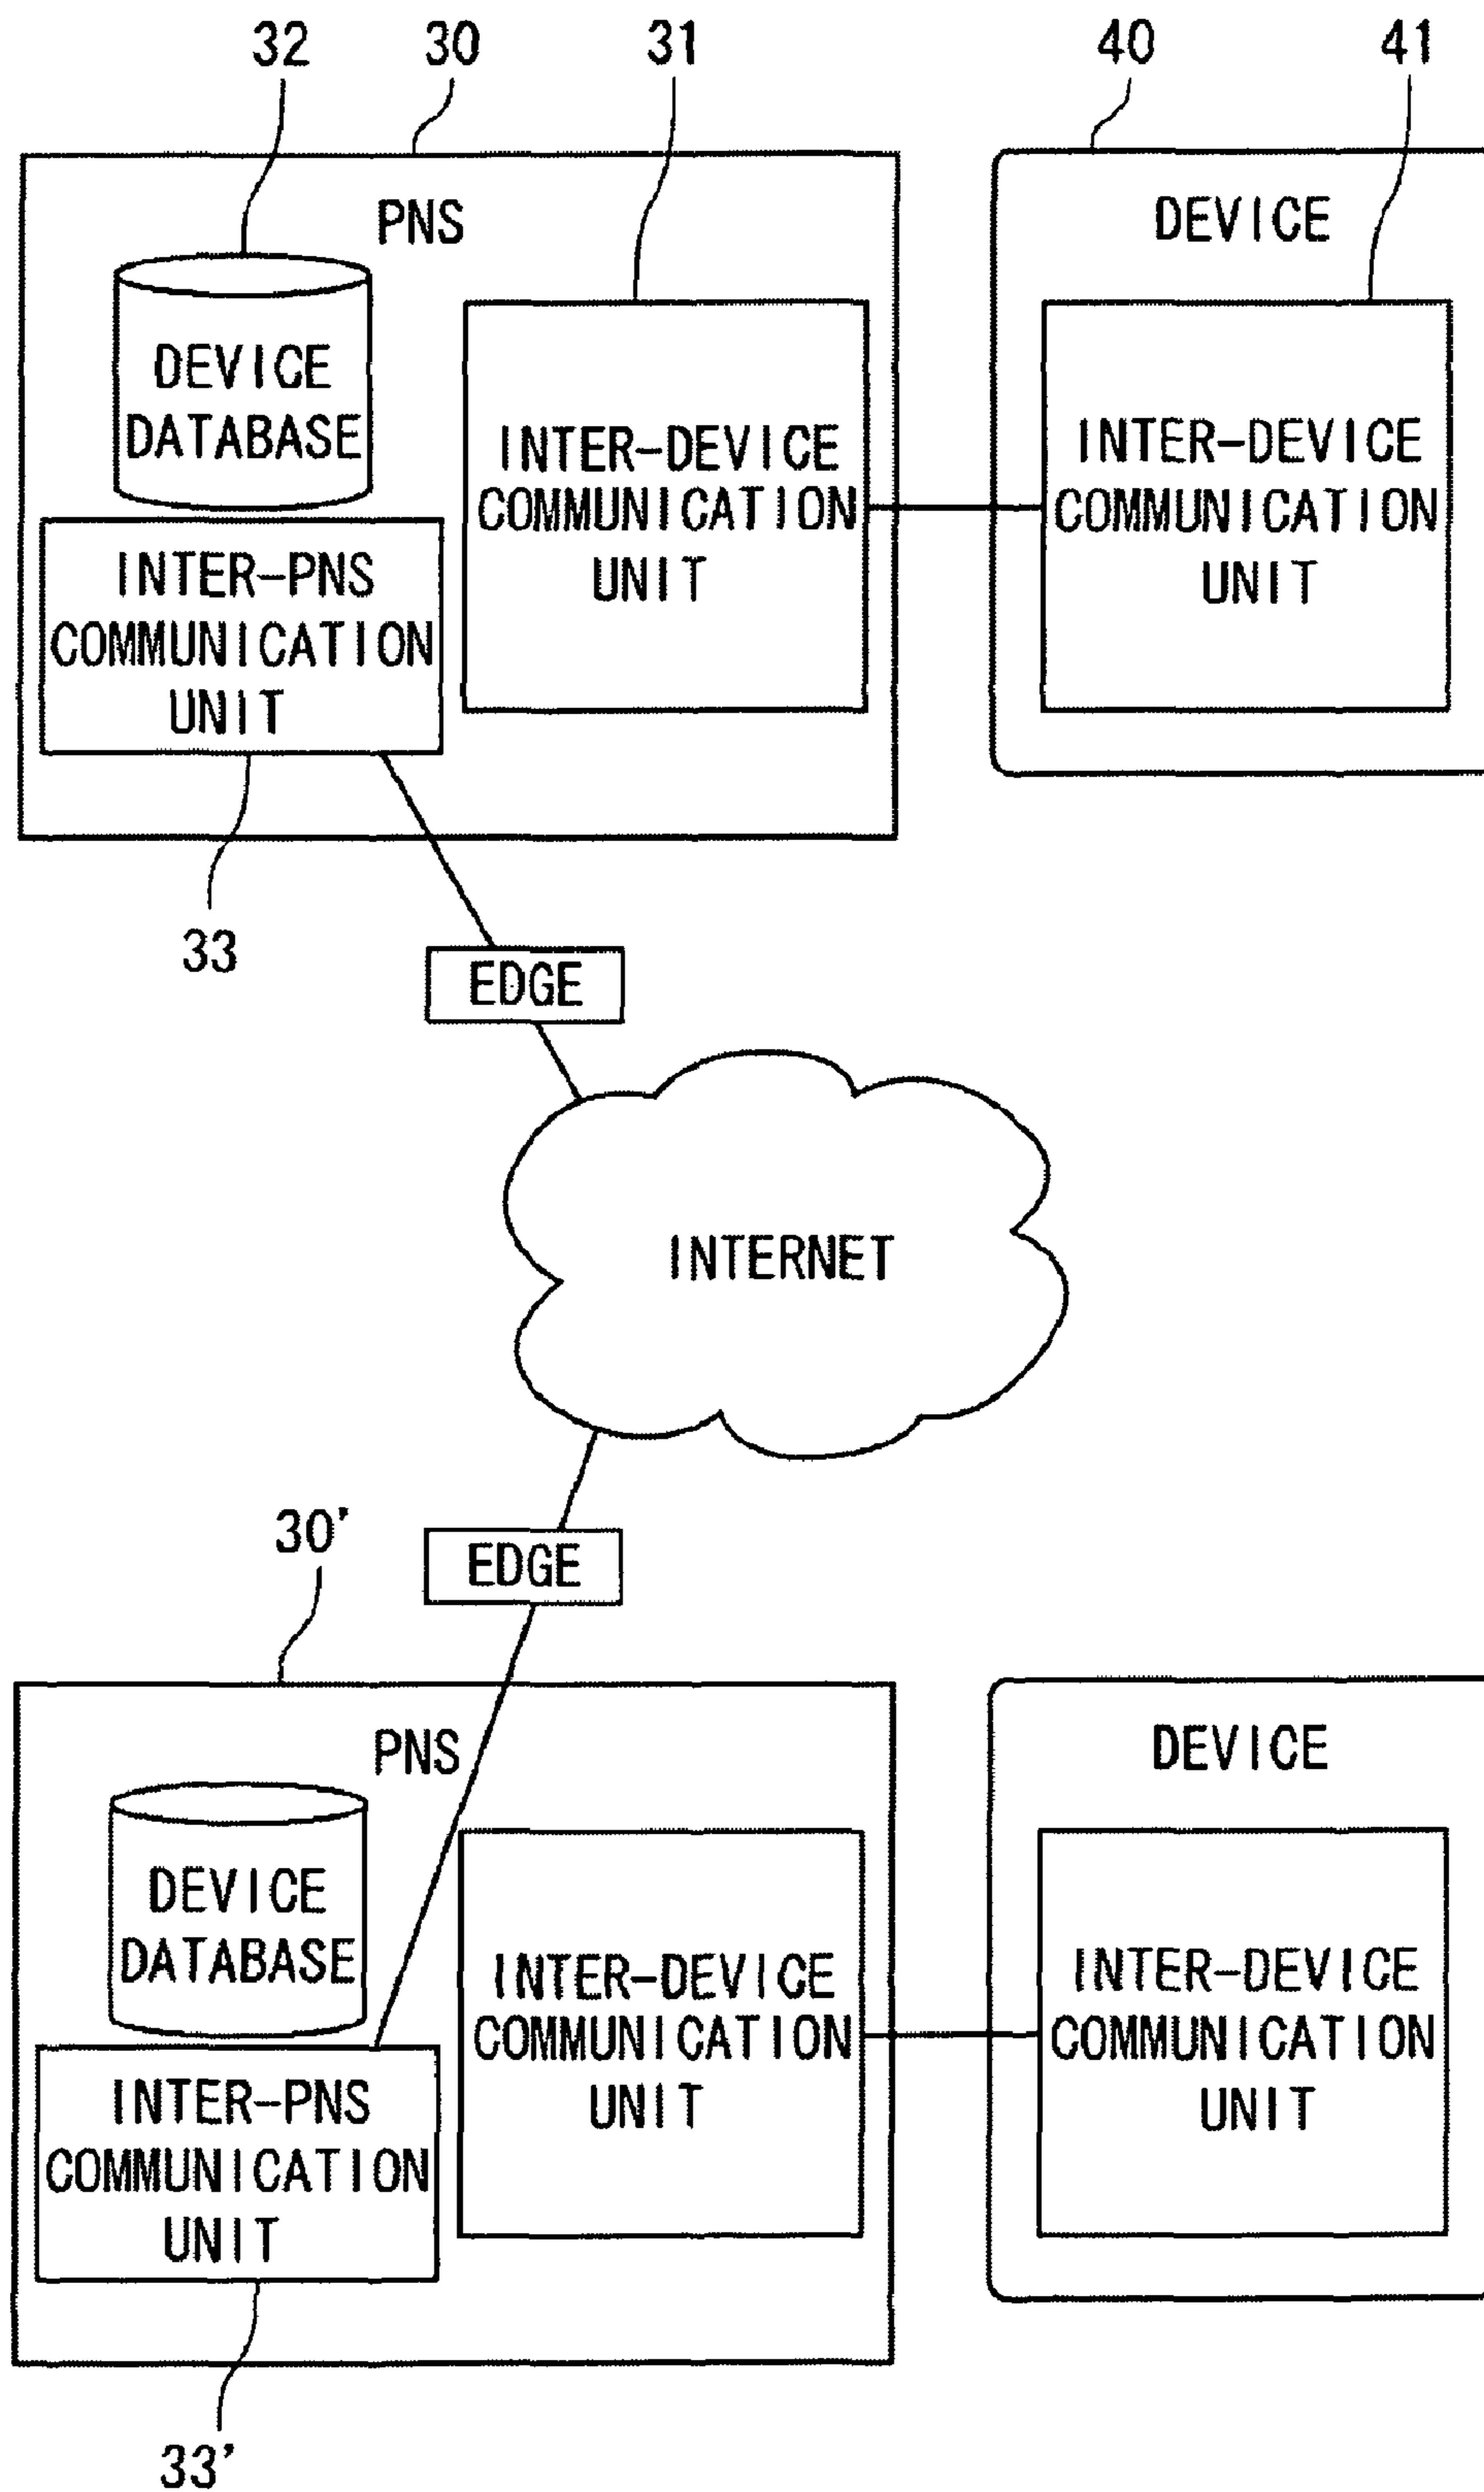 32
30
31
40
41
PNS
DEVICE
DEVICE
DATABASE
INTER-DEVICE
COMMUNICATION
UNIT
INTER-DEVICE
COMMUNICATION
UNIT
INTER-PNS
COMMUNICATION
UNIT
33
EDGE
INTERNET
30'
EDGE
PNS
DEVICE
DEVICE
DATABASE
INTER-DEVICE
COMMUNICATION
UNIT
INTER-DEVICE
COMMUNICATION
UNIT
INTER-PNS
COMMUNICATION
UNIT
33'